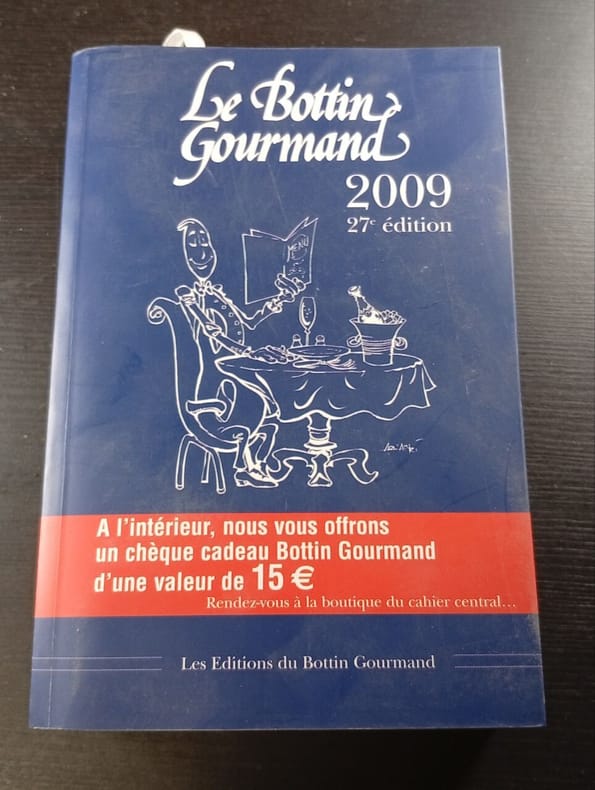 Le Bottin
Gourmand
2009
27e édition
MENU
A l'intérieur, nous vous offrons
un chèque cadeau Bottin Gourmand
d'une valeur de 15 €
Rendez-vous à la boutique du cahier central...
Les Editions du Bottin Gourmand